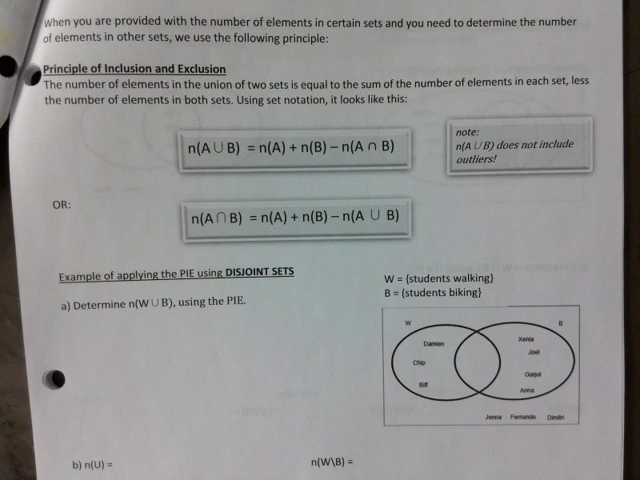 When you are provided with the number of elements in certain sets and you need to determine the number
of elements in other sets, we use the following principle:
Principle of Inclusion and Exclusion
The number of elements in the union of two sets is equal to the sum of the number of elements in each set, less
the number of elements in both sets. Using set notation, it looks like this:
n(A ∪ B) = n(A) + n(B) – n(A ∩ B)
note:
n(A ∪ B) does not include
outliers!
OR:
n(A ∩ B) = n(A) + n(B) – n(A ∪ B)
Example of applying the PIE using DISJOINT SETS
W = {students walking}
B = {students biking}
a) Determine n(W ∪ B), using the PIE.
W
B
Damien
Xenia
Joel
Chip
Gurjot
Biff
Anna
Jenna Fernando Dimitri
b) n(U) =
n(W\B) =